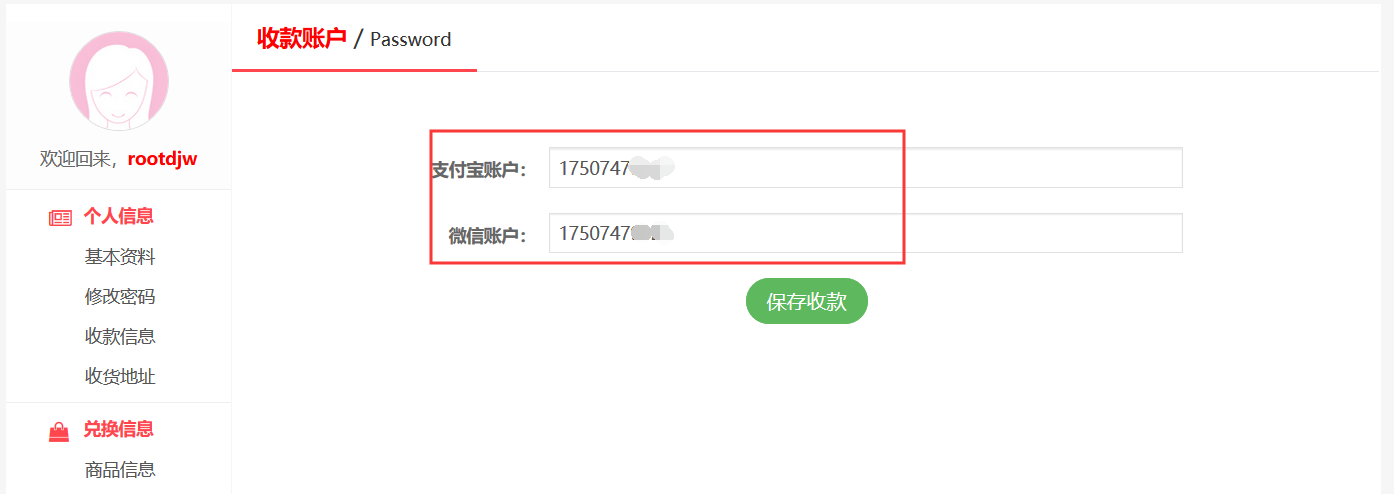 收款账户 / Password
欢迎回来，rootdjw
个人信息
基本资料
修改密码
收款信息
收货地址
兑换信息
商品信息
支付宝账户：
1750747
微信账户：
1750747
保存收款